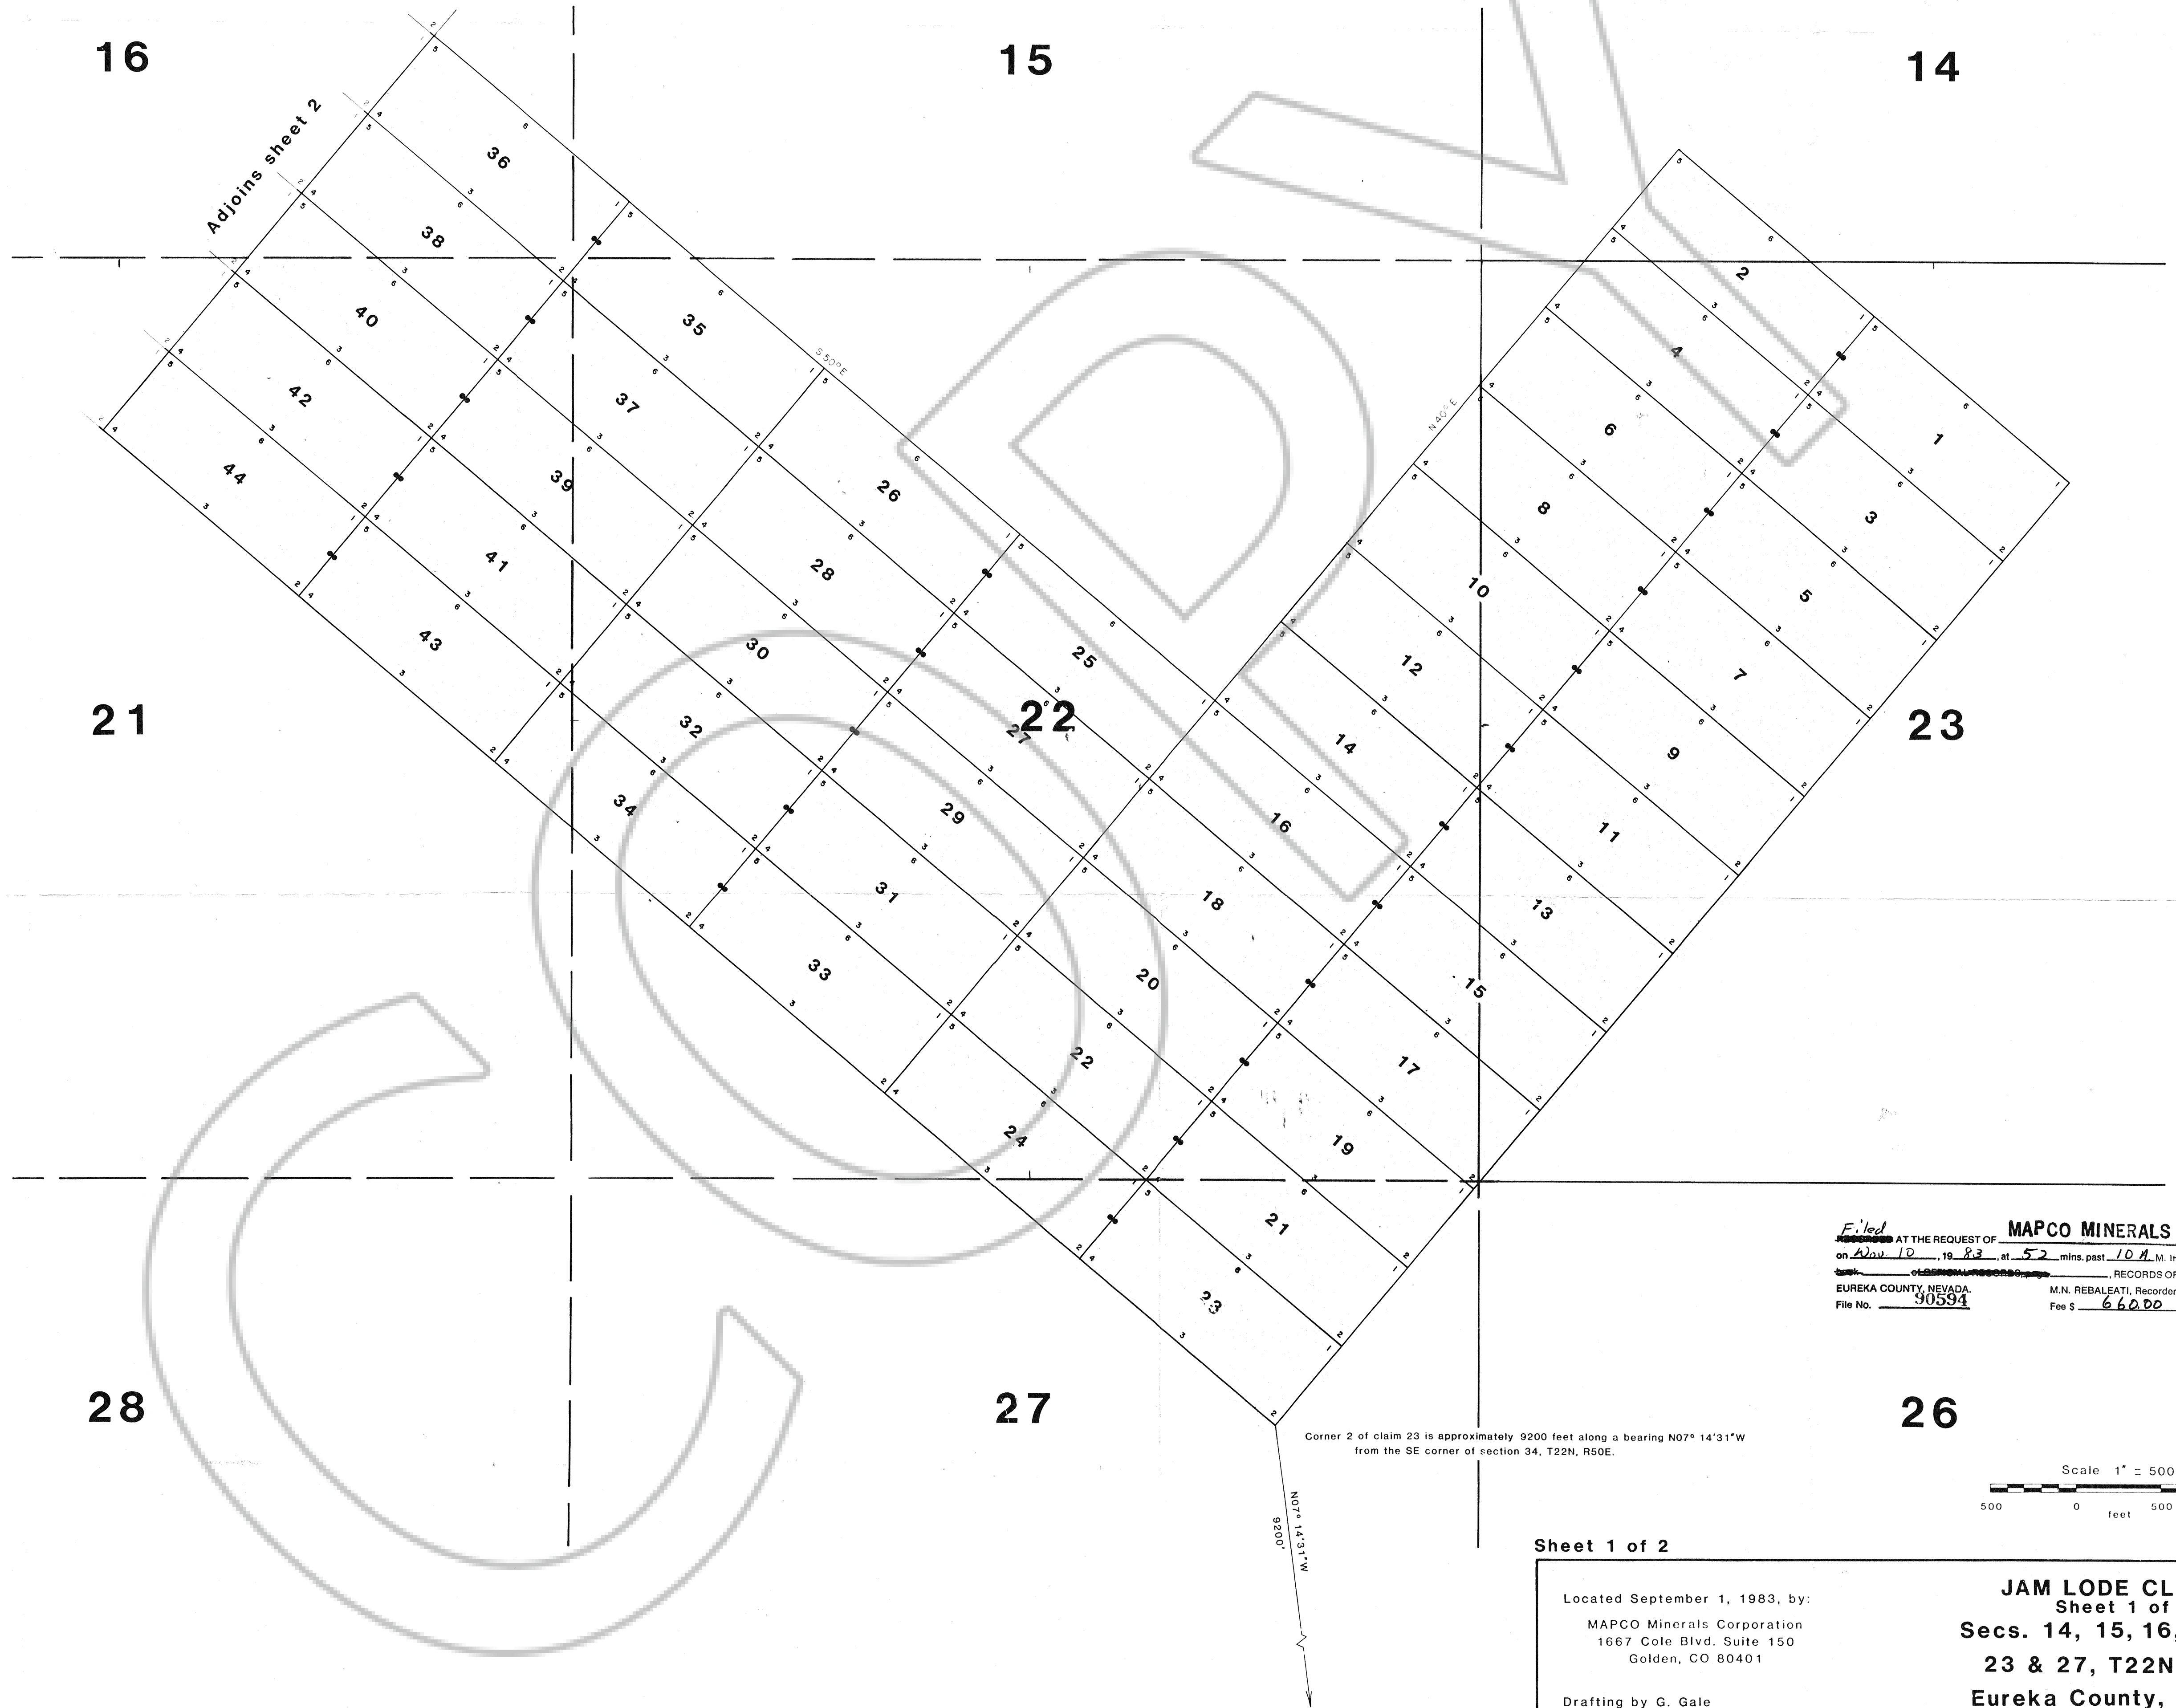 16
15
14
Adjoins sheet 2
36
38
40
42
44
35
37
39
41
43
S 50° E
26
28
30
32
34
25
27
29
31
33
22
N 40° E
2
4
6
8
10
12
14
16
18
20
22
24
1
3
5
7
9
11
13
15
17
19
21
23
21
23
28
27
26
COPY
Filed AT THE REQUEST OF MAPCO MINERALS
on Nov. 10, 1983, at 52 mins. past 10 A. M. In
, RECORDS OF
EUREKA COUNTY, NEVADA. M.N. REBALEATI, Recorder
File No. 90594 Fee $ 660.00
Corner 2 of claim 23 is approximately 9200 feet along a bearing N07° 14'31"W
from the SE corner of section 34, T22N, R50E.
N07° 14'31"W
9200'
Scale 1" = 500
500 0 500
feet
Sheet 1 of 2
Located September 1, 1983, by:
MAPCO Minerals Corporation
1667 Cole Blvd. Suite 150
Golden, CO 80401
Drafting by G. Gale
JAM LODE CL
Sheet 1 of
Secs. 14, 15, 16,
23 & 27, T22N
Eureka County,